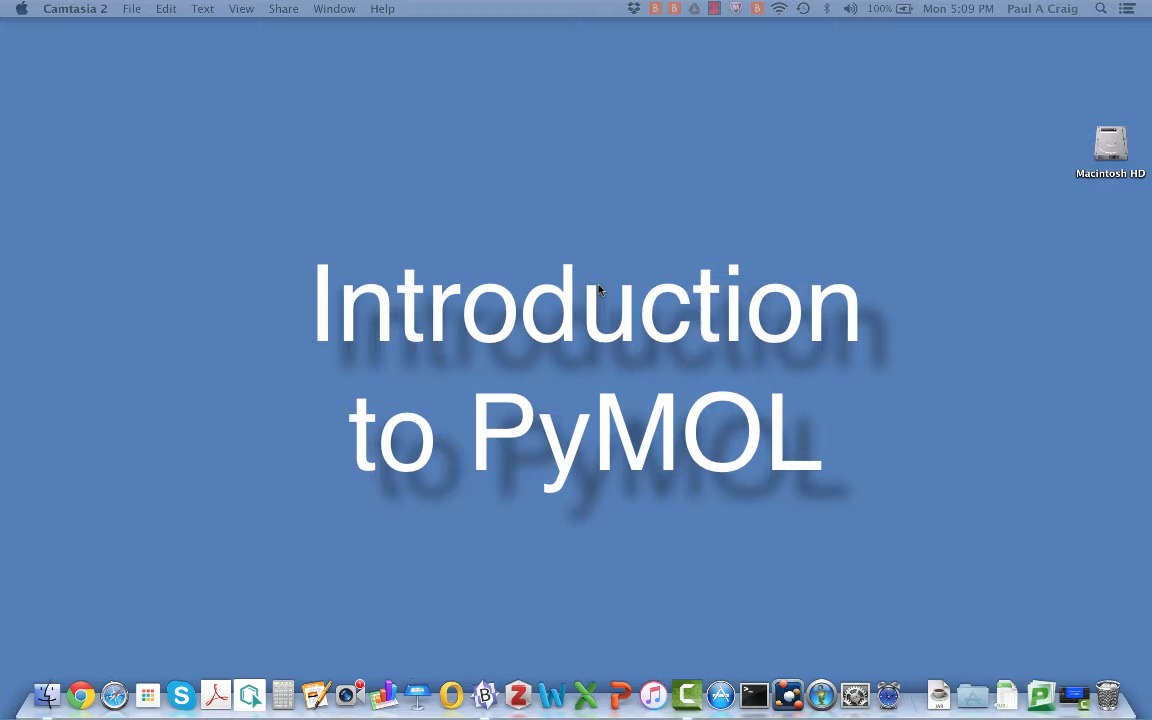 Camtasia 2 File Edit Text View Share Window Help 100% Mon 5:09 PM Paul A Craig
Macintosh HD
Introduction
to PyMOL